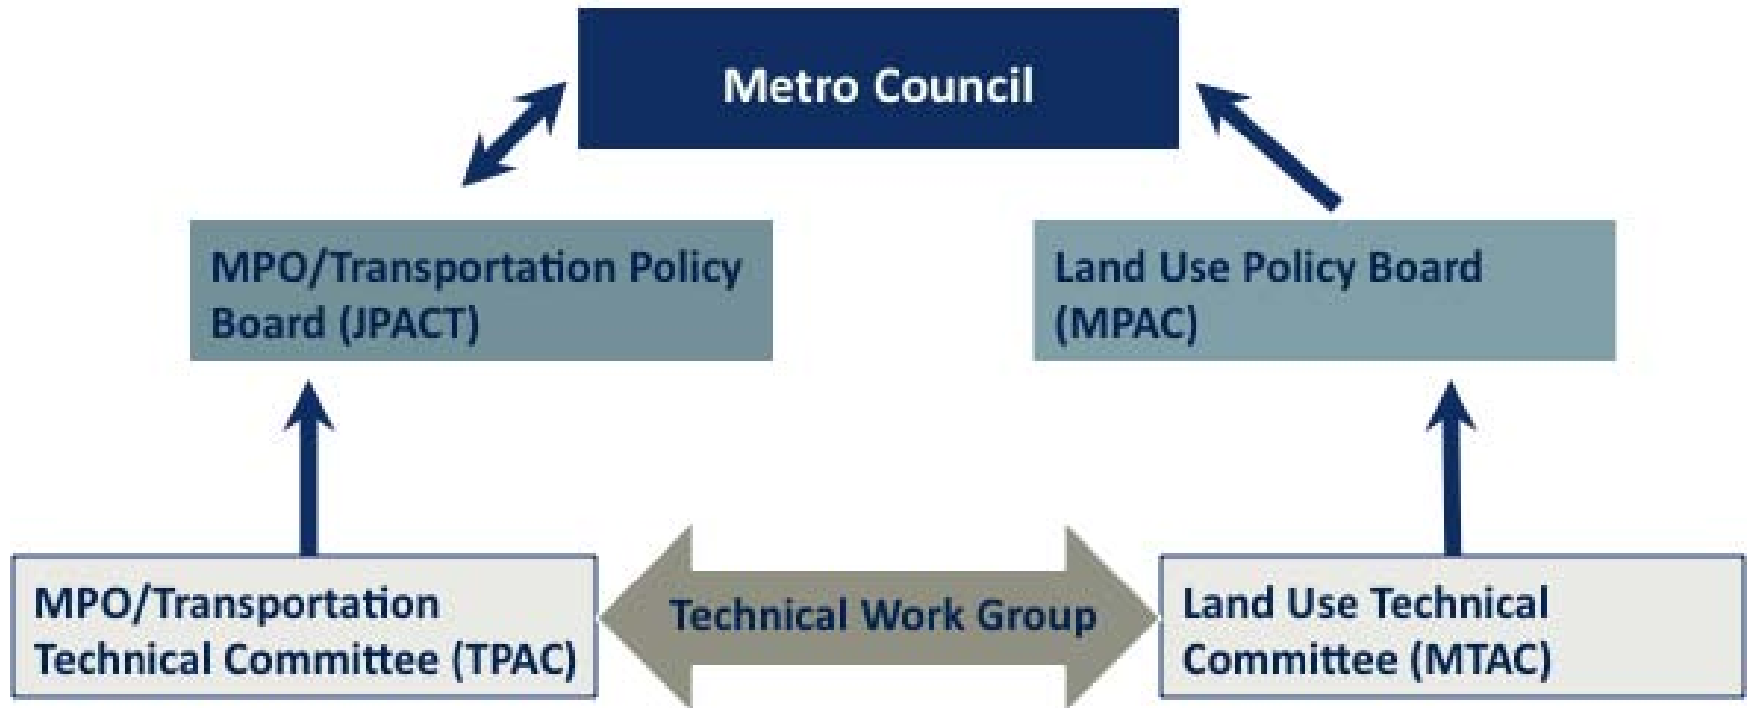 Metro Council
MPO/Transportation Policy
Board (JPACT)
Land Use Policy Board
(MPAC)
MPO/Transportation
Technical Committee (TPAC)
Technical Work Group
Land Use Technical
Committee (MTAC)